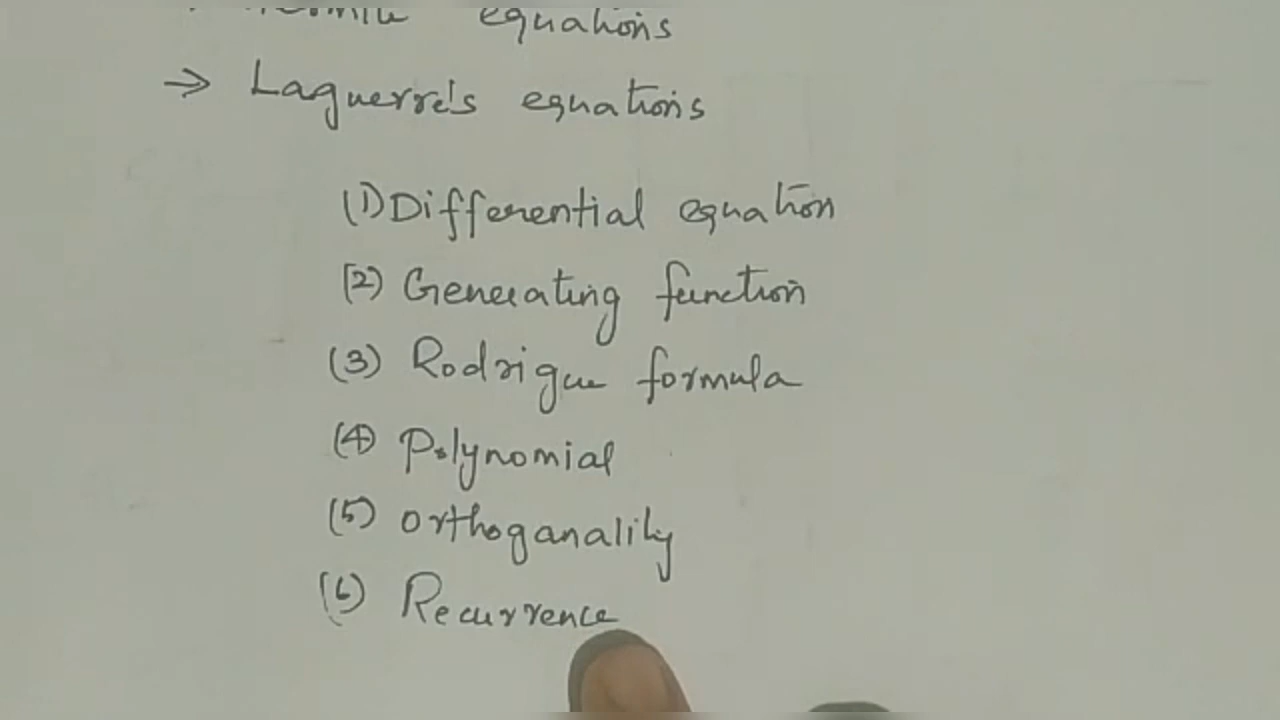 equations
→ Laguerre's equations
(1) Differential equation
(2) Generating function
(3) Rodrigue formula
(4) Polynomial
(5) Orthoganality
(6) Recurrence